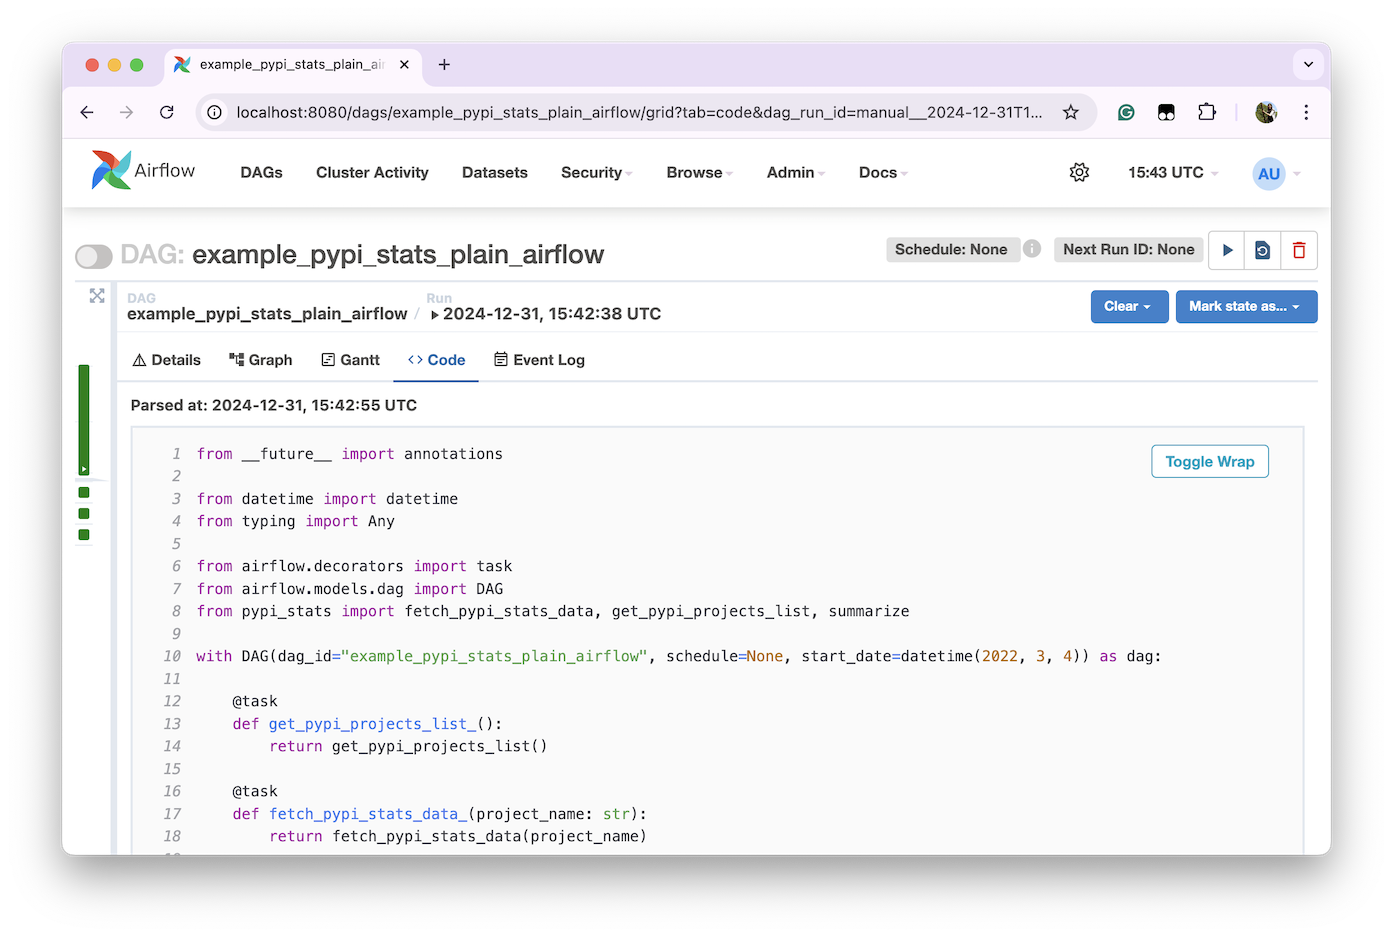 example_pypi_stats_plain_air
localhost:8080/dags/example_pypi_stats_plain_airflow/grid?tab=code&dag_run_id=manual__2024-12-31T1...
Airflow DAGs Cluster Activity Datasets Security Browse Admin Docs 15:43 UTC AU
DAG: example_pypi_stats_plain_airflow Schedule: None Next Run ID: None
DAG Run
example_pypi_stats_plain_airflow / 2024-12-31, 15:42:38 UTC Clear Mark state as...
Details Graph Gantt Code Event Log
Parsed at: 2024-12-31, 15:42:55 UTC
Toggle Wrap
1 from __future__ import annotations
2
3 from datetime import datetime
4 from typing import Any
5
6 from airflow.decorators import task
7 from airflow.models.dag import DAG
8 from pypi_stats import fetch_pypi_stats_data, get_pypi_projects_list, summarize
9
10 with DAG(dag_id="example_pypi_stats_plain_airflow", schedule=None, start_date=datetime(2022, 3, 4)) as dag:
11
12     @task
13     def get_pypi_projects_list_():
14         return get_pypi_projects_list()
15
16     @task
17     def fetch_pypi_stats_data_(project_name: str):
18         return fetch_pypi_stats_data(project_name)